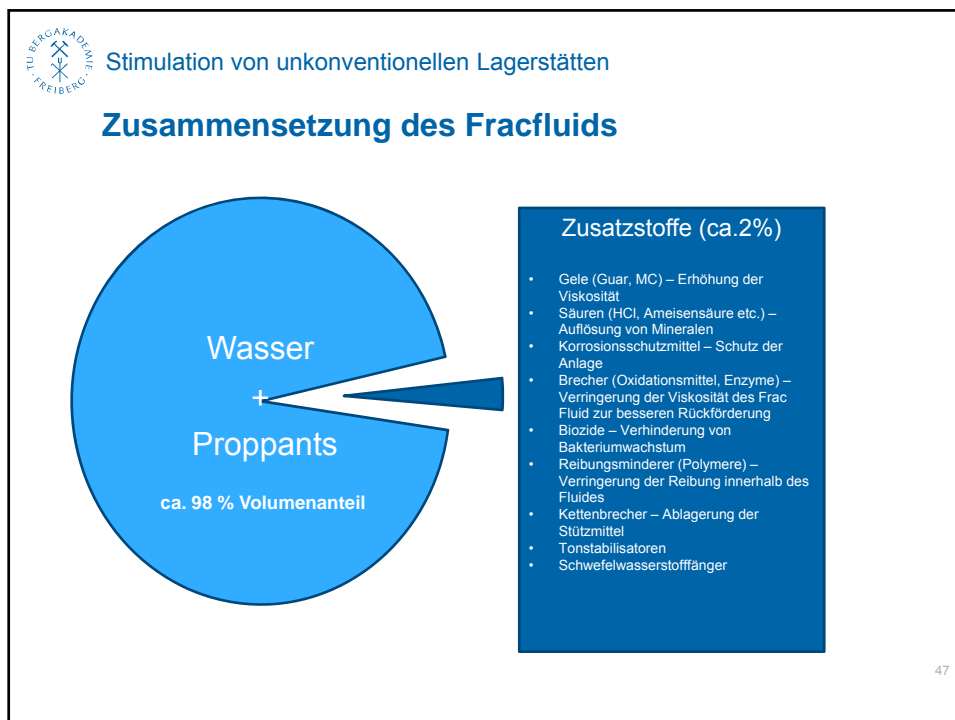 TU BERGAKADEMIE
FREIBERG
Stimulation von unkonventionellen Lagerstätten
Zusammensetzung des Fracfluids
Wasser
+
Proppants
ca. 98 % Volumenanteil
Zusatzstoffe (ca.2%)
• Gele (Guar, MC) – Erhöhung der
Viskosität
• Säuren (HCl, Ameisensäure etc.) –
Auflösung von Mineralen
• Korrosionsschutzmittel – Schutz der
Anlage
• Brecher (Oxidationsmittel, Enzyme) –
Verringerung der Viskosität des Frac
Fluid zur besseren Rückförderung
• Biozide – Verhinderung von
Bakteriumwachstum
• Reibungsminderer (Polymere) –
Verringerung der Reibung innerhalb des
Fluides
• Kettenbrecher – Ablagerung der
Stützmittel
• Tonstabilisatoren
• Schwefelwasserstofffänger
47